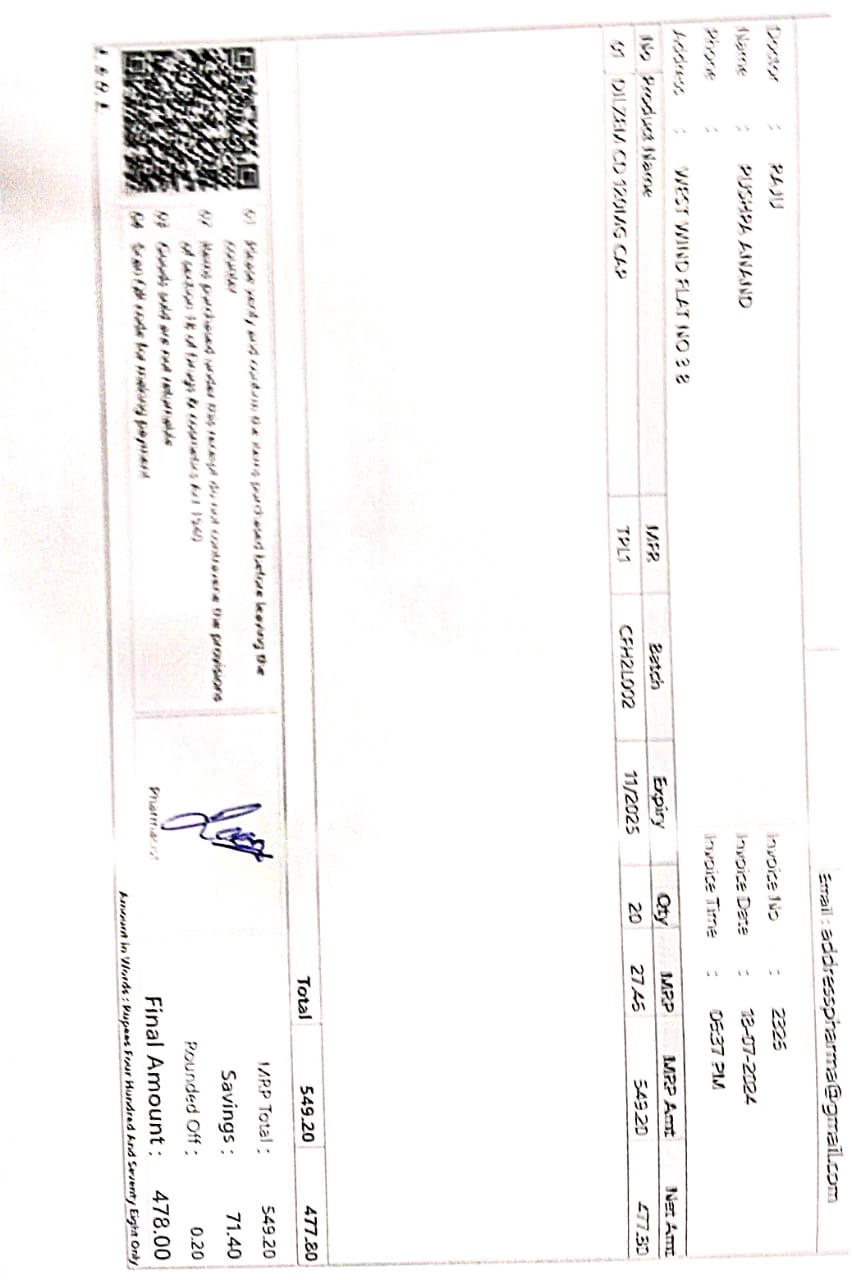 Email : addresspharma@gmail.com
Doctor : RAJU
Invoice No : 2326
Name : PUSHPA ANAND
Invoice Date : 18-07-2024
Phone :
Invoice Time : 06:37 PM
Address : WEST WIND FLAT NO 3 8
No Product Name MFR Batch Expiry Qty MRP MRP Amt Net Amt
01 DILZEM CD 120MG CAP TPL1 CFH2L002 11/2025 20 27.46 549.20 477.80
Total 549.20 477.80
01 Please verify and confirm the items purchased before leaving the
counter
02 Items purchased under this receipt do not contravene the provisions
of section 18 of Drugs & cosmetics Act 1940
03 Goods sold are not returnable
04 Scan QR code for making payment
Pharmacist
MRP Total : 549.20
Savings : 71.40
Rounded Off : 0.20
Final Amount : 478.00
Amount in Words : Rupees Four Hundred And Seventy Eight Only
E. & O. E.